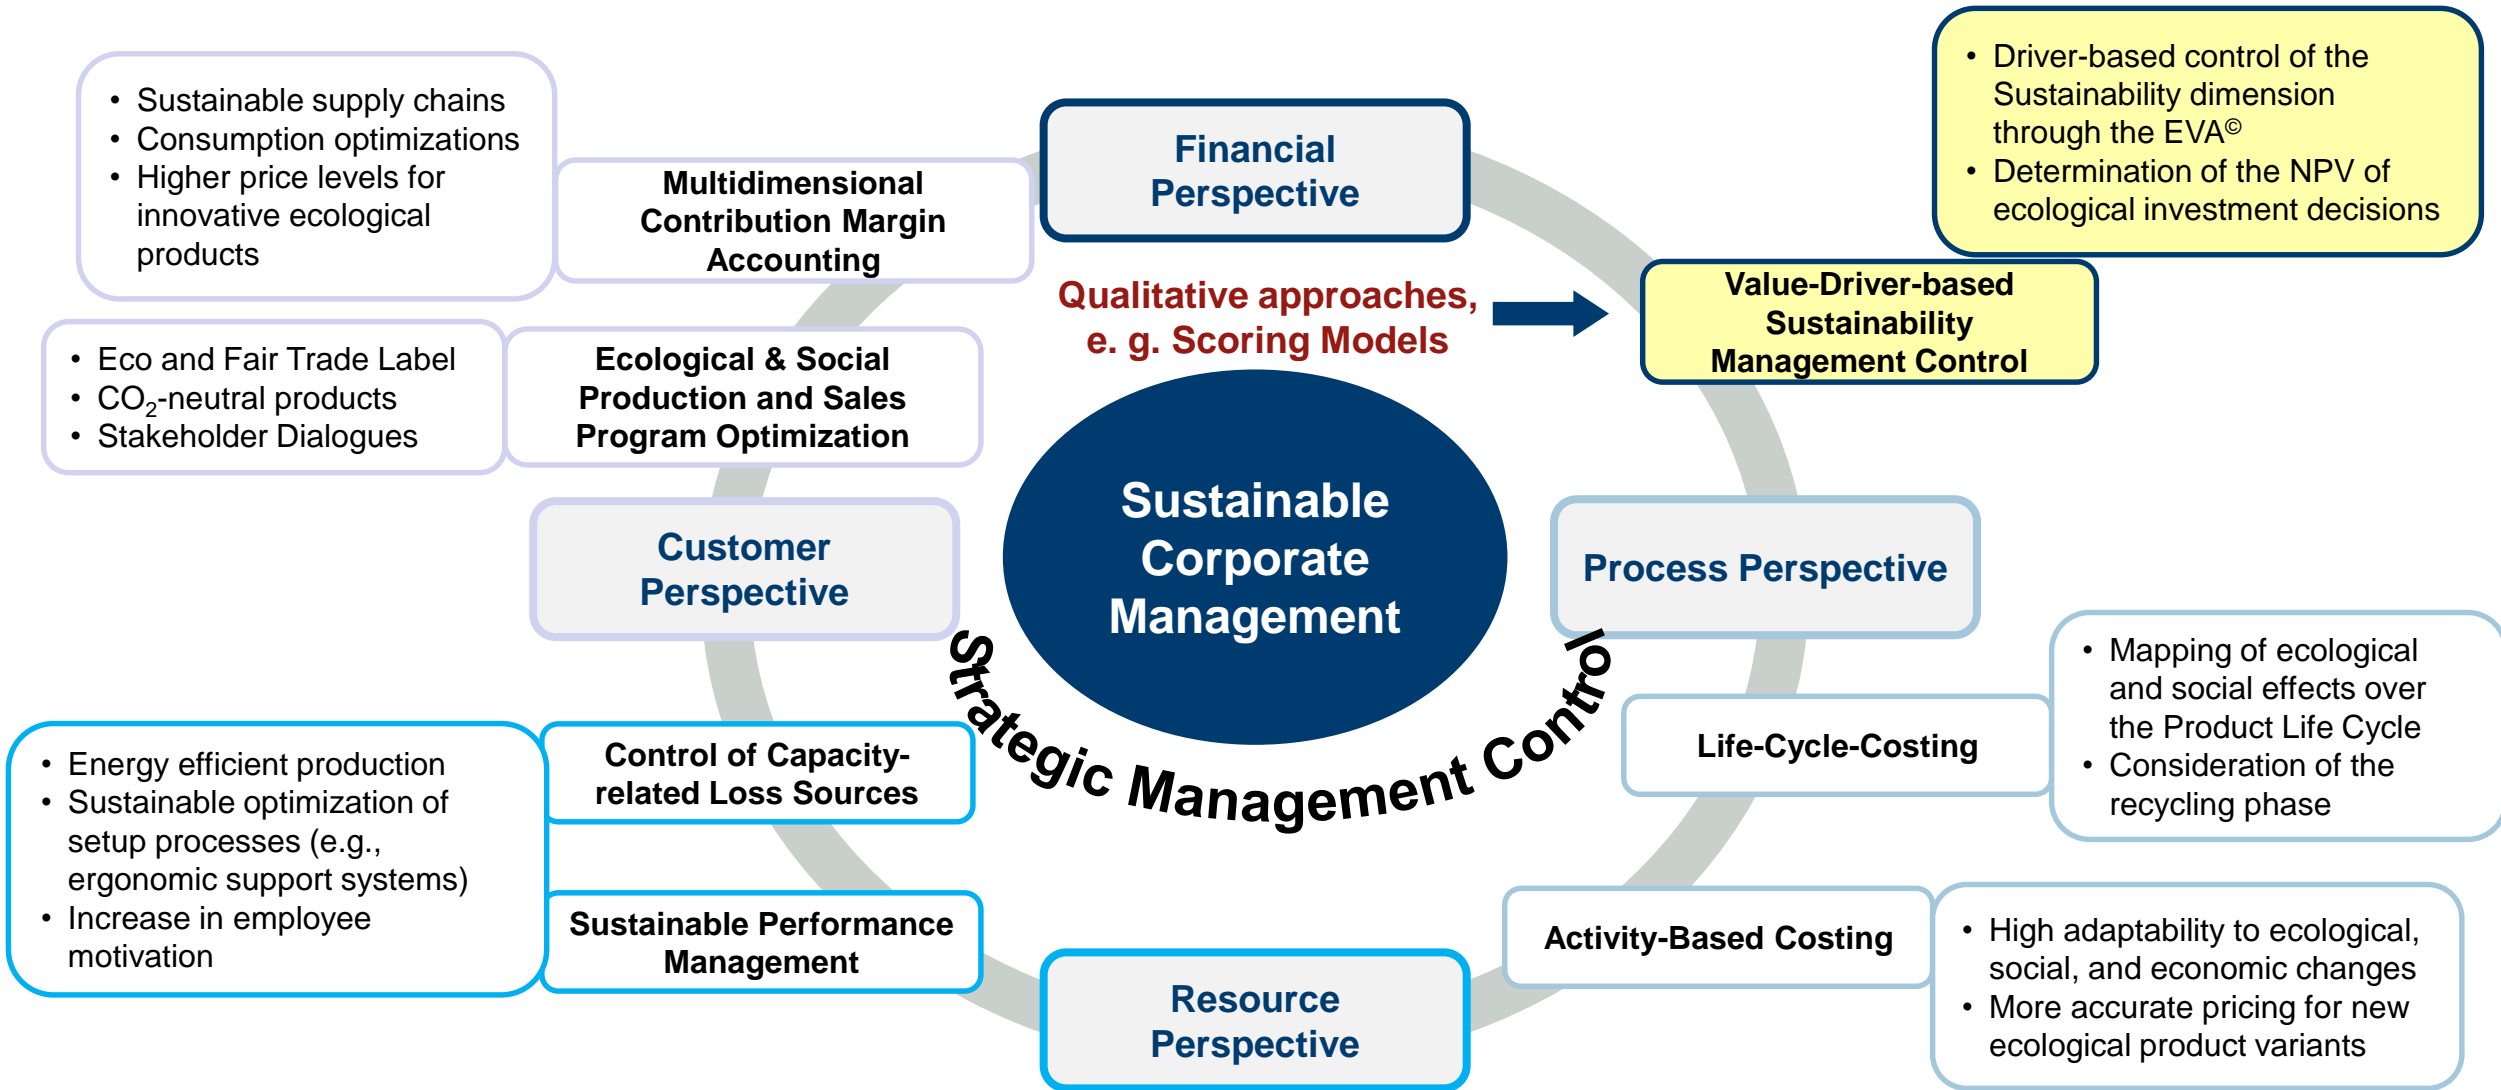 • Sustainable supply chains
• Consumption optimizations
• Higher price levels for
innovative ecological
products
Multidimensional
Contribution Margin
Accounting
Financial
Perspective
• Driver-based control of the
Sustainability dimension
through the EVA©
• Determination of the NPV of
ecological investment decisions
Qualitative approaches,
e. g. Scoring Models
Value-Driver-based
Sustainability
Management Control
• Eco and Fair Trade Label
• CO₂-neutral products
• Stakeholder Dialogues
Ecological & Social
Production and Sales
Program Optimization
Customer
Perspective
Sustainable
Corporate
Management
Process Perspective
Strategic Management Control
• Mapping of ecological
and social effects over
the Product Life Cycle
• Consideration of the
recycling phase
Life-Cycle-Costing
• Energy efficient production
• Sustainable optimization of
setup processes (e.g.,
ergonomic support systems)
• Increase in employee
motivation
Control of Capacity-
related Loss Sources
Sustainable Performance
Management
Resource
Perspective
Activity-Based Costing
• High adaptability to ecological,
social, and economic changes
• More accurate pricing for new
ecological product variants